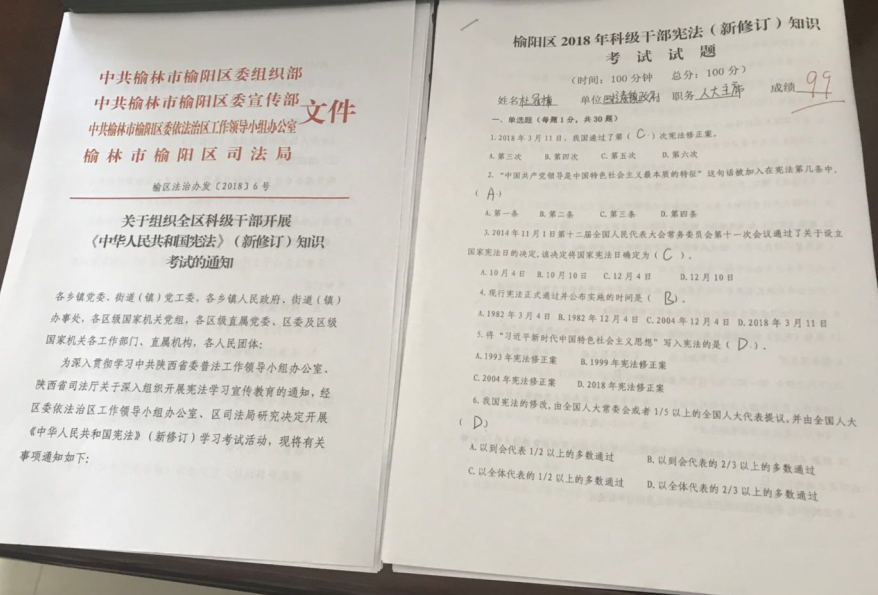 中共榆林市榆阳区委组织部
中共榆林市榆阳区委宣传部
中共榆林市榆阳区委依法治区工作领导小组办公室
榆林市榆阳区司法局
文件
榆区法治办发〔2018〕6号
关于组织全区科级干部开展
《中华人民共和国宪法》（新修订）知识
考试的通知
各乡镇党委、街道（镇）党工委、各乡镇人民政府、街道（镇）
办事处，各区级国家机关党组，各区级直属党委、区委及区级
国家机关各工作部门、直属机构，各人民团体：
为深入贯彻学习中共陕西省委普法工作领导小组办公室、
陕西省司法厅关于深入组织开展宪法学习宣传教育的通知，经
区委依法治区工作领导小组办公室、区司法局研究决定开展
《中华人民共和国宪法》（新修订）学习考试活动，现将有关
事项通知如下：
榆阳区2018年科级干部宪法（新修订）知识
考试试题
（时间：100分钟 总分：100分）
姓名 单位 职务 人大主席 成绩 99
一、单选题（每题1分，共30题）
1.2018年3月11日，我国通过了第（ C ）次宪法修正案。
A.第三次 B.第四次 C.第五次 D.第六次
2.“中国共产党领导是中国特色社会主义最本质的特征”这句话被加入在宪法第几条中。
（ A ）
A.第一条 B.第二条 C.第三条 D.第四条
3.2014年11月1日第十二届全国人民代表大会常务委员会第十一次会议通过了关于设立
国家宪法日的决定，该决定将国家宪法日确定为（ C ）。
A.10月4日 B.10月10日 C.12月4日 D.12月10日
4.现行宪法正式通过并公布实施的时间是（ B ）。
A.1982年3月4日 B.1982年12月4日 C.2004年12月4日 D.2018年3月11日
5.将“习近平新时代中国特色社会主义思想”写入宪法的是（ D ）。
A.1993年宪法修正案 B.1999年宪法修正案
C.2004年宪法修正案 D.2018年宪法修正案
6.我国宪法的修改，由全国人大常委会或者1/5以上的全国人大代表提议，并由全国人大
（ D ）
A.以到会代表1/2以上的多数通过 B.以到会代表的2/3以上的多数通过
C.以全体代表的1/2以上的多数通过 D.以全体代表的2/3以上的多数通过